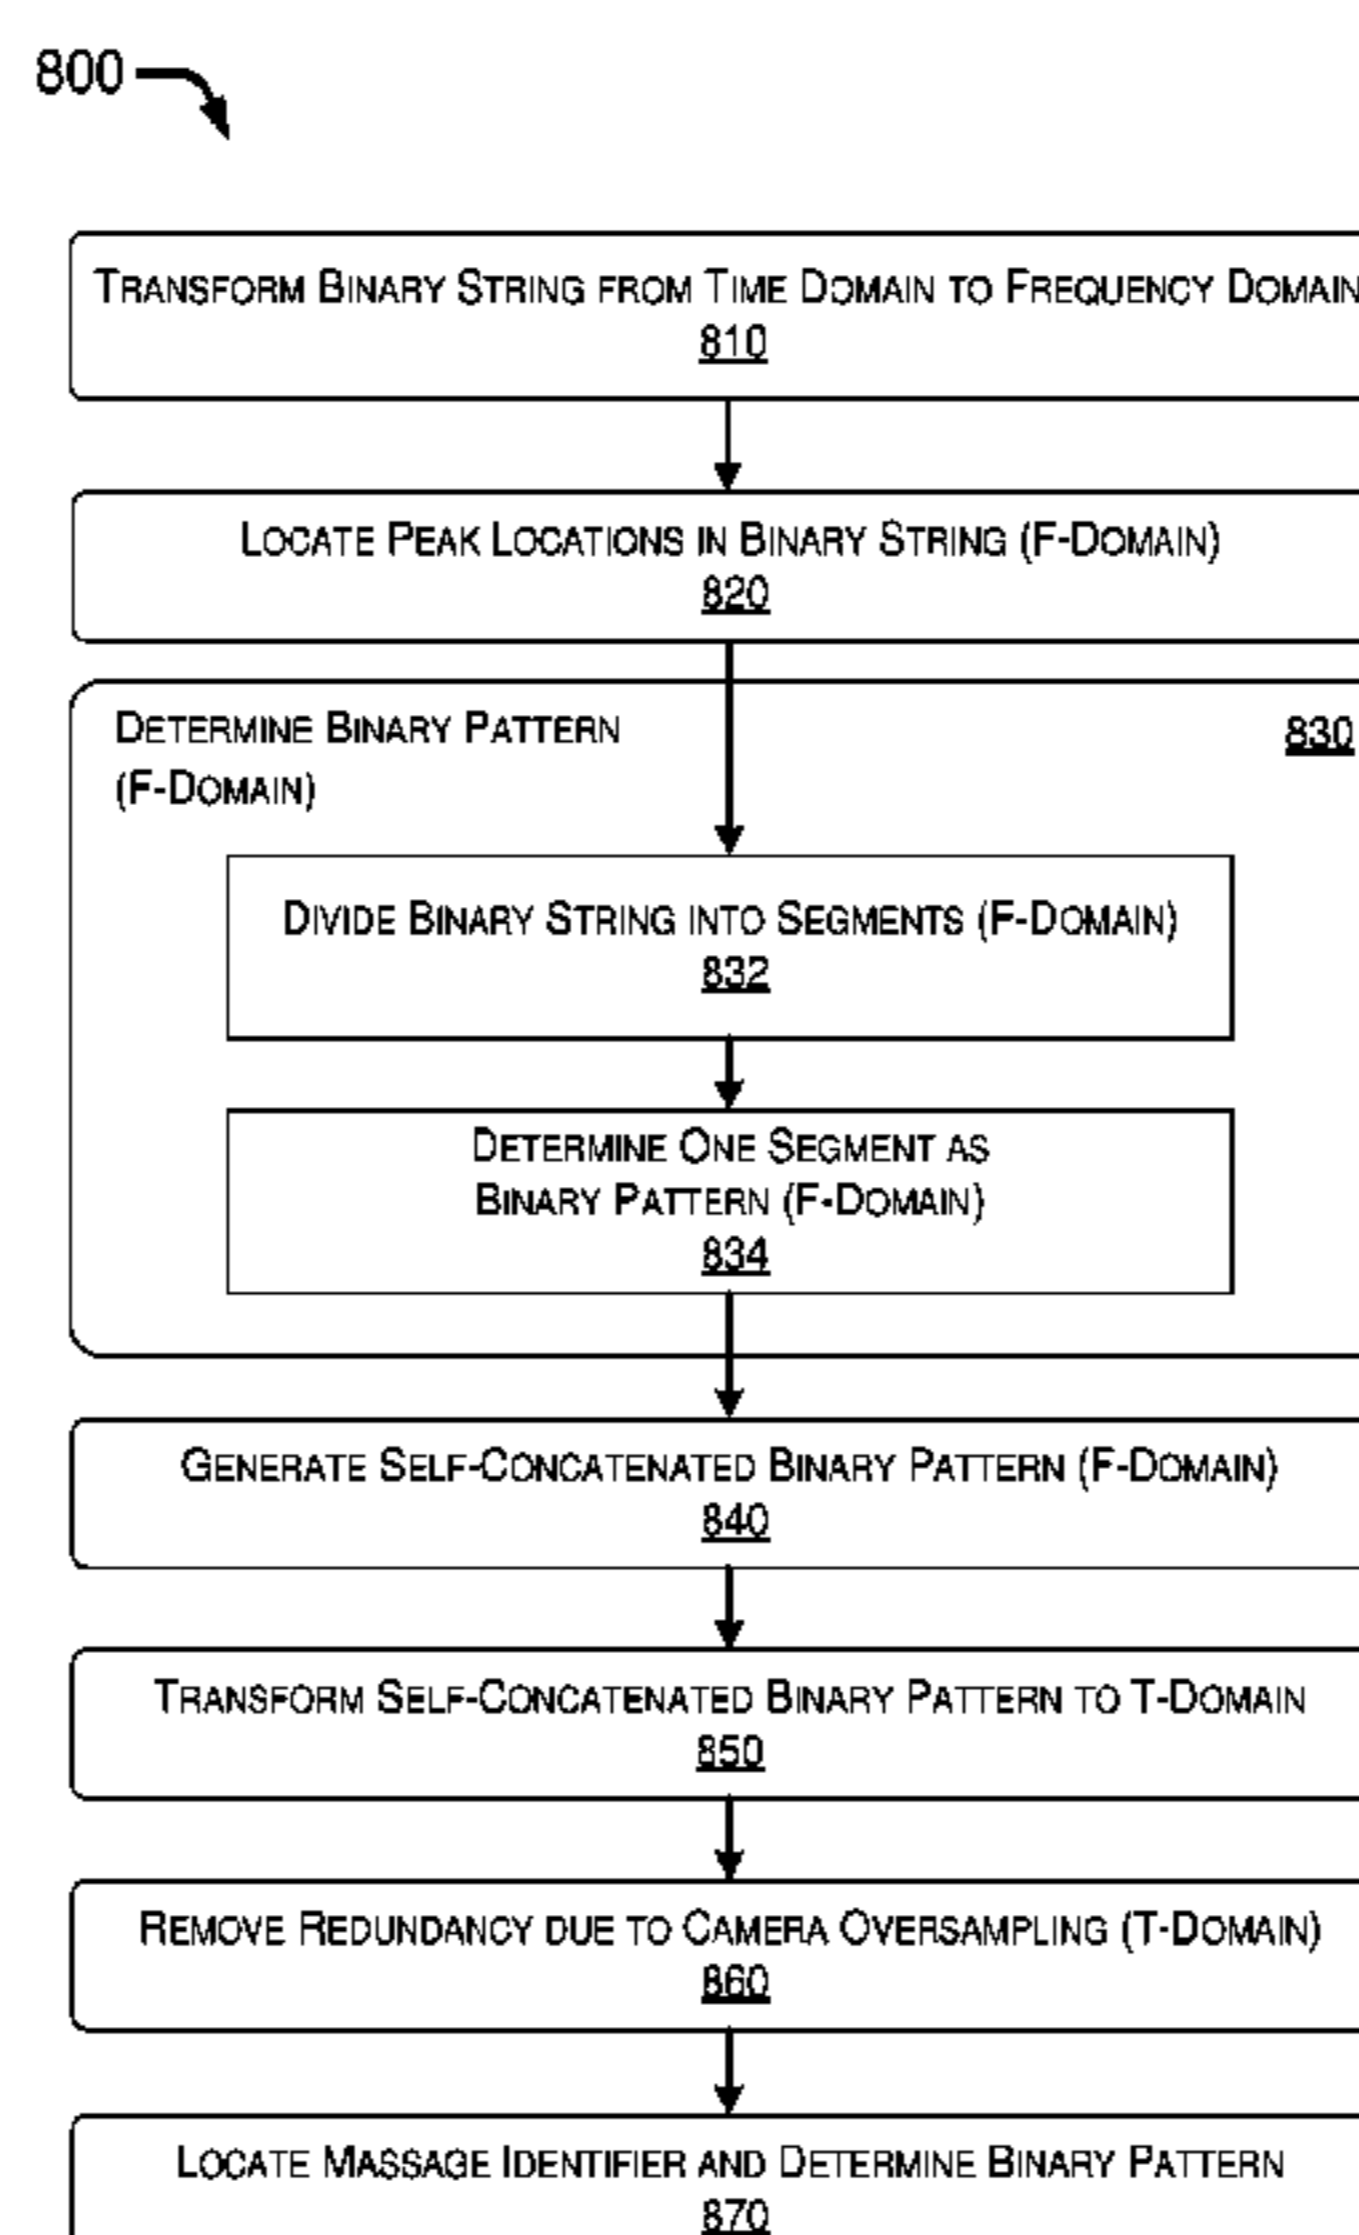 800
TRANSFORM BINARY STRING FROM TIME DOMAIN TO FREQUENCY DOMAIN
810
LOCATE PEAK LOCATIONS IN BINARY STRING (F-DOMAIN)
820
DETERMINE BINARY PATTERN
(F-DOMAIN)
830
DIVIDE BINARY STRING INTO SEGMENTS (F-DOMAIN)
832
DETERMINE ONE SEGMENT AS
BINARY PATTERN (F-DOMAIN)
834
GENERATE SELF-CONCATENATED BINARY PATTERN (F-DOMAIN)
840
TRANSFORM SELF-CONCATENATED BINARY PATTERN TO T-DOMAIN
850
REMOVE REDUNDANCY DUE TO CAMERA OVERSAMPLING (T-DOMAIN)
860
LOCATE MASSAGE IDENTIFIER AND DETERMINE BINARY PATTERN
870